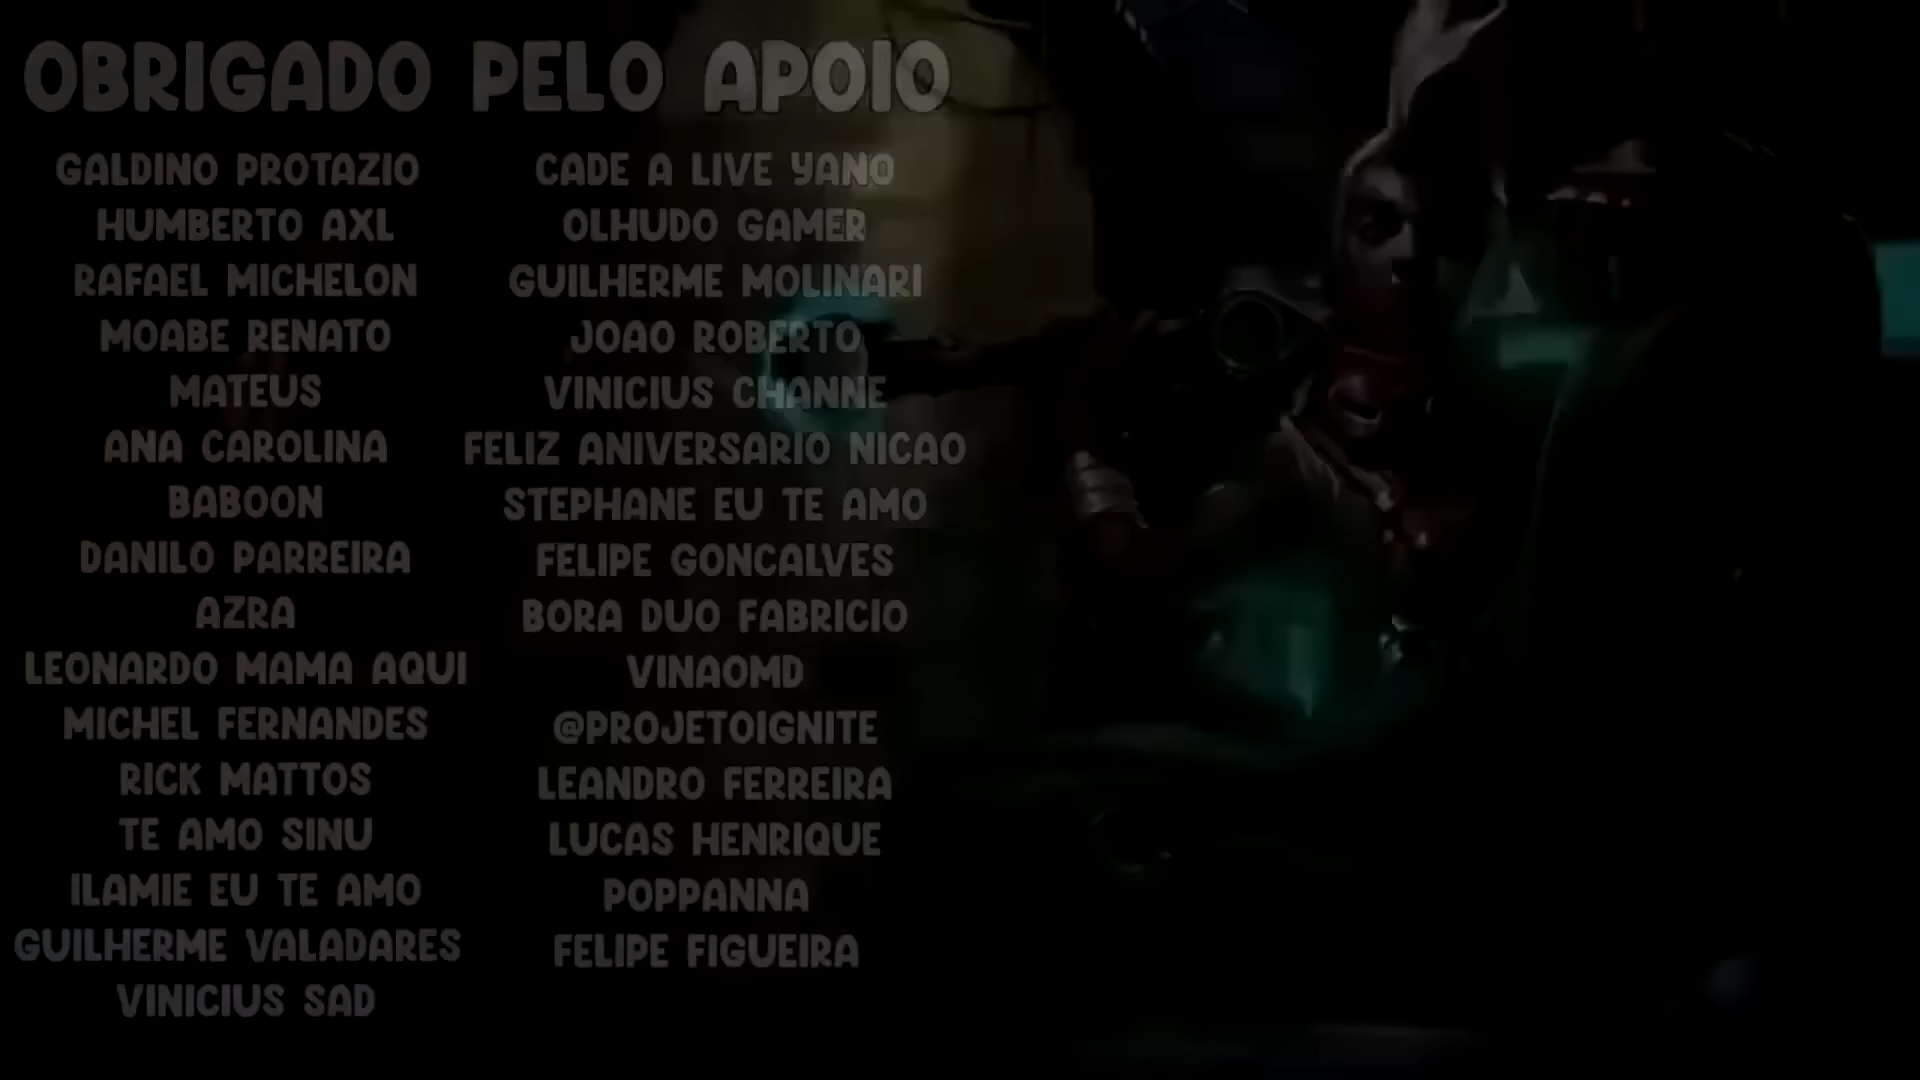 OBRIGADO PELO APOIO
GALDINO PROTAZIO
HUMBERTO AXL
RAFAEL MICHELON
MOABE RENATO
MATEUS
ANA CAROLINA
BABOON
DANILO PARREIRA
AZRA
LEONARDO MAMA AQUI
MICHEL FERNANDES
RICK MATTOS
TE AMO SINU
ILAMIE EU TE AMO
GUILHERME VALADARES
VINICIUS SAD
CADE A LIVE YANO
OLHUDO GAMER
GUILHERME MOLINARI
JOAO ROBERTO
VINICIUS CHANNE
FELIZ ANIVERSARIO NICAO
STEPHANE EU TE AMO
FELIPE GONCALVES
BORA DUO FABRICIO
VINAOMD
@PROJETOIGNITE
LEANDRO FERREIRA
LUCAS HENRIQUE
POPPANNA
FELIPE FIGUEIRA